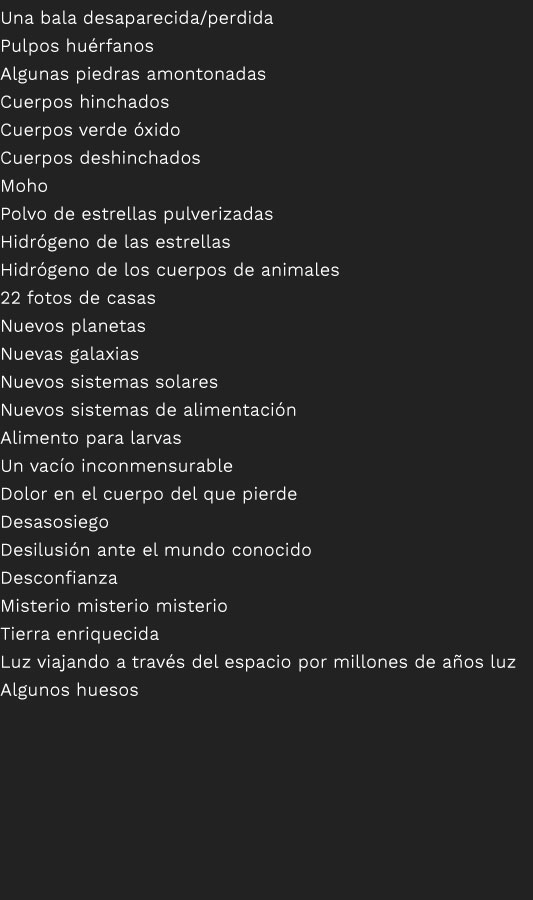 Una bala desaparecida/perdida
Pulpos huérfanos
Algunas piedras amontonadas
Cuerpos hinchados
Cuerpos verde óxido
Cuerpos deshinchados
Moho
Polvo de estrellas pulverizadas
Hidrógeno de las estrellas
Hidrógeno de los cuerpos de animales
22 fotos de casas
Nuevos planetas
Nuevas galaxias
Nuevos sistemas solares
Nuevos sistemas de alimentación
Alimento para larvas
Un vacío inconmensurable
Dolor en el cuerpo del que pierde
Desasosiego
Desilusión ante el mundo conocido
Desconfianza
Misterio misterio misterio
Tierra enriquecida
Luz viajando a través del espacio por millones de años luz
Algunos huesos